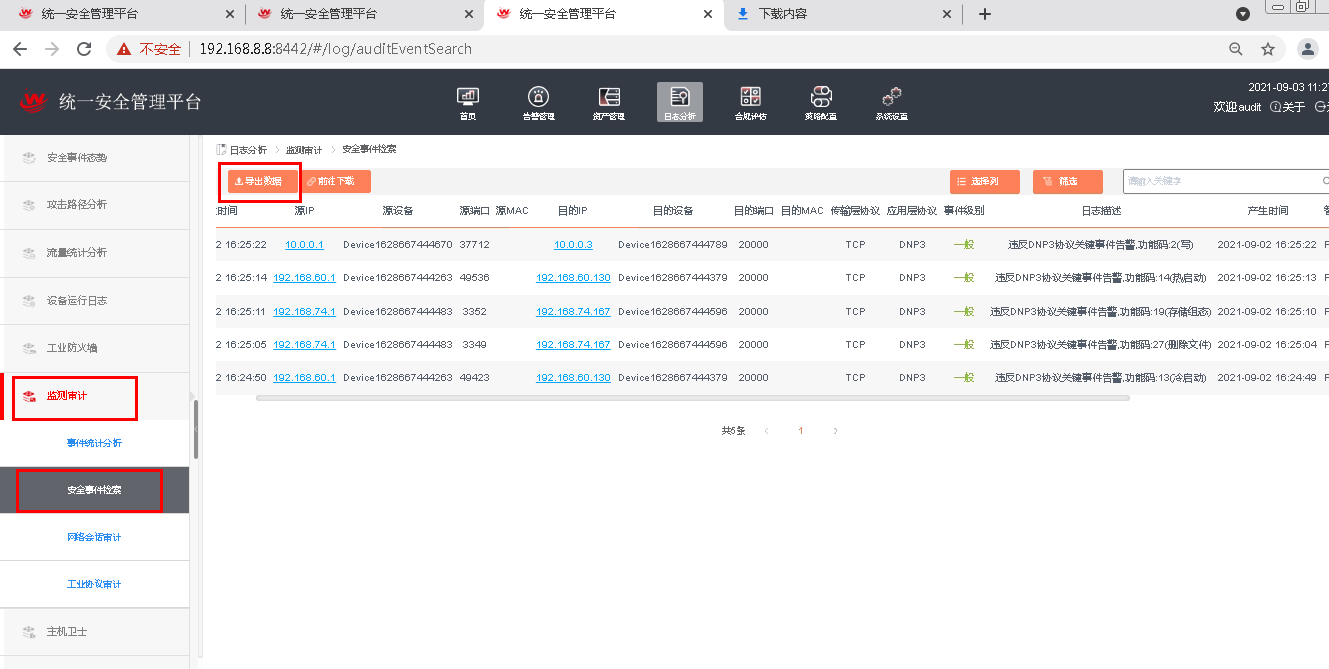 统一安全管理平台
统一安全管理平台
统一安全管理平台
下载内容
不安全
192.168.8.8:8442/#/log/auditEventSearch
统一安全管理平台
首页
告警管理
资产管理
日志分析
合规评估
策略配置
系统设置
2021-09-03 11:2
欢迎audit
关于
安全事件态势
攻击路径分析
流量统计分析
设备运行日志
工业防火墙
监测审计
事件统计分析
安全事件检索
网络会话审计
工业协议审计
主机卫士
日志分析 > 监测审计 > 安全事件检索
导出数据
前往下载
选择列
筛选
请输入关键字
时间 源IP 源设备 源端口 源MAC 目的IP 目的设备 目的端口 目的MAC 传输层协议 应用层协议 事件级别 日志描述 产生时间
2 16:25:22 10.0.0.1 Device1628667444670 37712 10.0.0.3 Device1628667444789 20000 TCP DNP3 一般 违反DNP3协议关键事件告警,功能码:2(写) 2021-09-02 16:25:22
2 16:25:14 192.168.60.1 Device1628667444263 49536 192.168.60.130 Device1628667444379 20000 TCP DNP3 一般 违反DNP3协议关键事件告警,功能码:14(热启动) 2021-09-02 16:25:13
2 16:25:11 192.168.74.1 Device1628667444483 3352 192.168.74.167 Device1628667444596 20000 TCP DNP3 一般 违反DNP3协议关键事件告警,功能码:19(存储组态) 2021-09-02 16:25:10
2 16:25:05 192.168.74.1 Device1628667444483 3349 192.168.74.167 Device1628667444596 20000 TCP DNP3 一般 违反DNP3协议关键事件告警,功能码:27(删除文件) 2021-09-02 16:25:04
2 16:24:50 192.168.60.1 Device1628667444263 49423 192.168.60.130 Device1628667444379 20000 TCP DNP3 一般 违反DNP3协议关键事件告警,功能码:13(冷启动) 2021-09-02 16:24:49
共5条 < 1 >